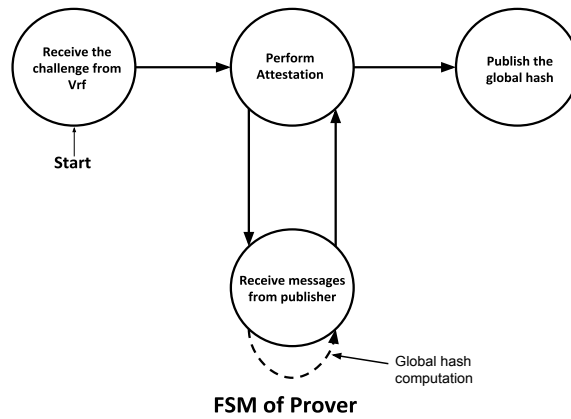 Receive the
challenge from
Vrf
Perform
Attestation
Publish the
global hash
Start
Receive messages
from publisher
Global hash
computation
FSM of Prover